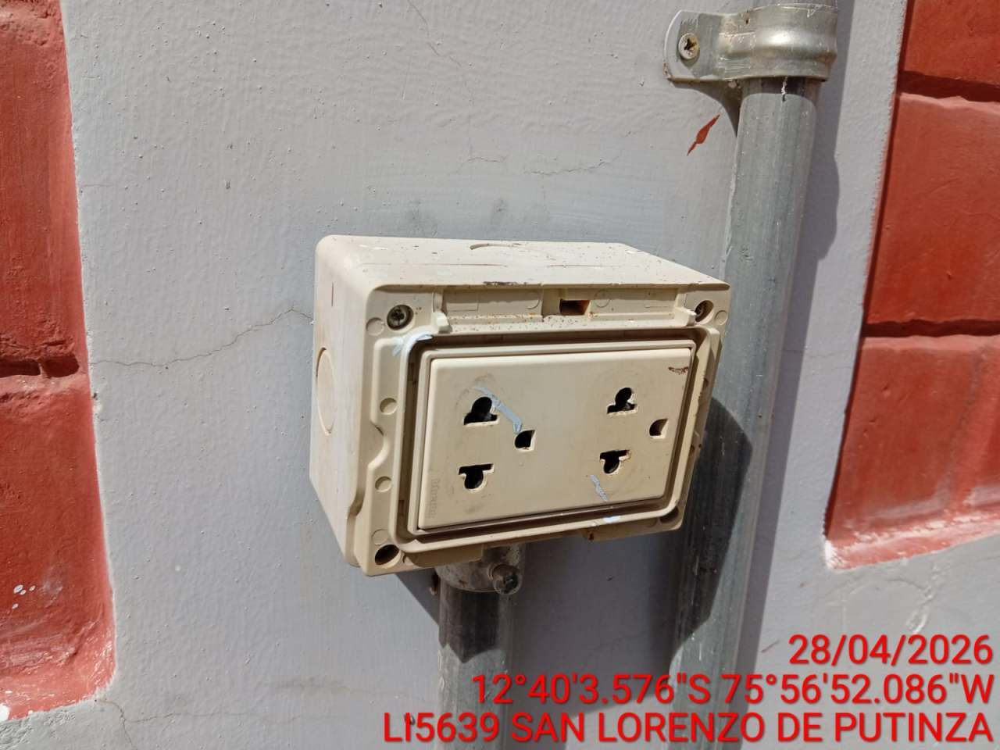 28/04/2026
12°40'3.576"S 75°56'52.086"W
LI5639 SAN LORENZO DE PUTINZA